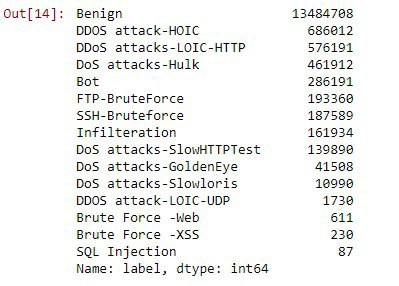 Out[14]: Benign 13484708
DDOS attack-HOIC 686012
DDoS attacks-LOIC-HTTP 576191
DoS attacks-Hulk 461912
Bot 286191
FTP-BruteForce 193360
SSH-Bruteforce 187589
Infilteration 161934
DoS attacks-SlowHTTPTest 139890
DoS attacks-GoldenEye 41508
DoS attacks-Slowloris 10990
DDOS attack-LOIC-UDP 1730
Brute Force -Web 611
Brute Force -XSS 230
SQL Injection 87
Name: label, dtype: int64